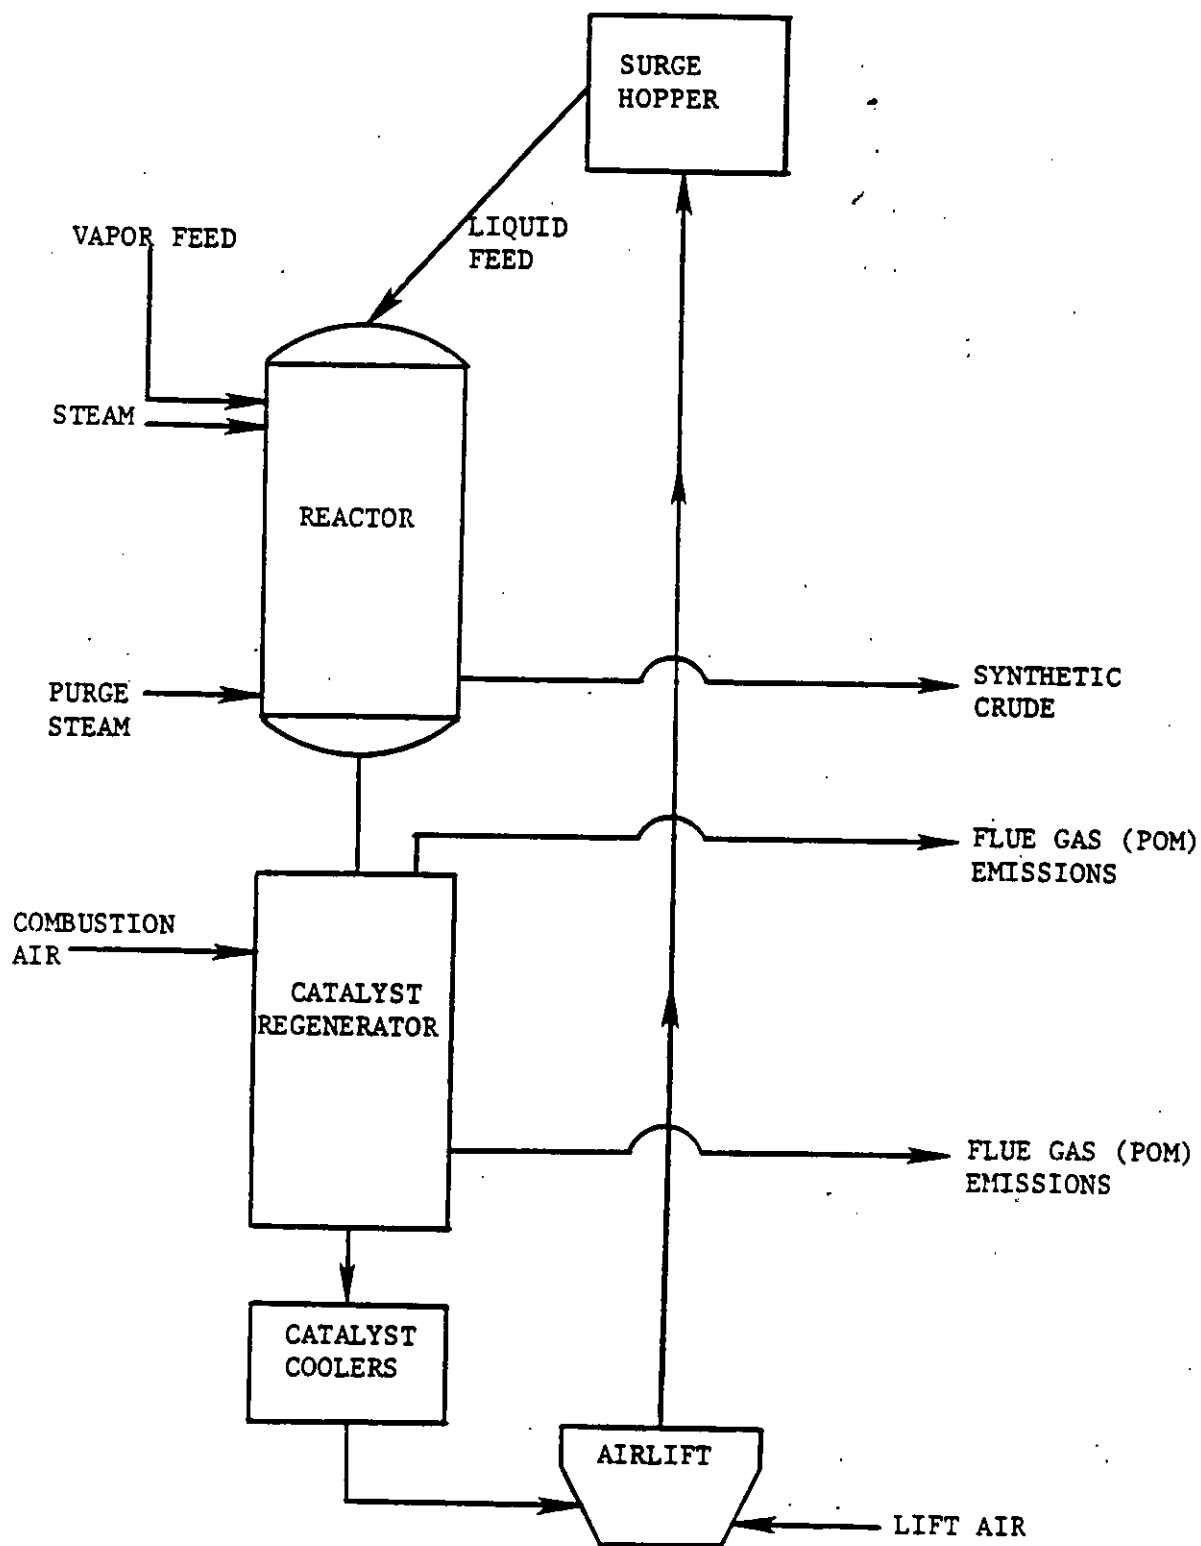 SURGE
HOPPER
LIQUID
FEED
VAPOR FEED
STEAM
REACTOR
PURGE
STEAM
SYNTHETIC
CRUDE
FLUE GAS (POM)
EMISSIONS
COMBUSTION
AIR
CATALYST
REGENERATOR
FLUE GAS (POM)
EMISSIONS
CATALYST
COOLERS
AIRLIFT
LIFT AIR